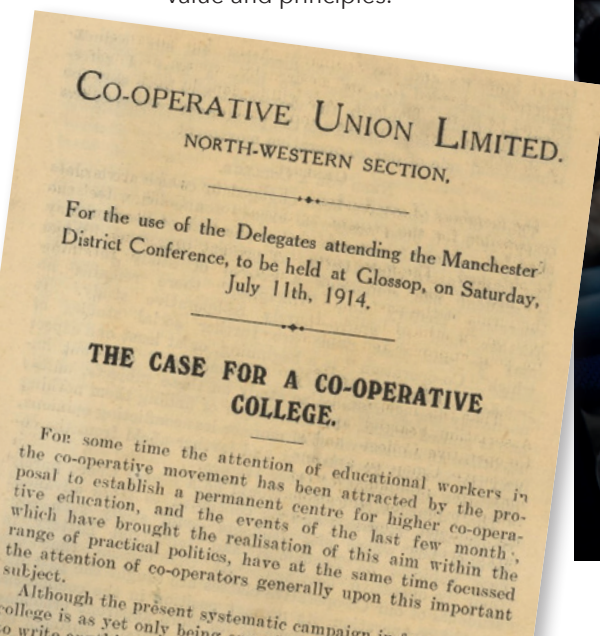 value and principles.
CO-OPERATIVE UNION LIMITED.
NORTH-WESTERN SECTION.
For the use of the Delegates attending the Manchester
District Conference, to be held at Glossop, on Saturday,
July 11th, 1914.
THE CASE FOR A CO-OPERATIVE
COLLEGE.
For some time the attention of educational workers in
the co-operative movement has been attracted by the pro-
posal to establish a permanent centre for higher co-opera-
tive education, and the events of the last few month
which have brought the realisation of this aim within the
range of practical politics, have at the same time focussed
the attention of co-operators generally upon this important
subject.
Although the present systematic campaign
college is as yet only being
to write